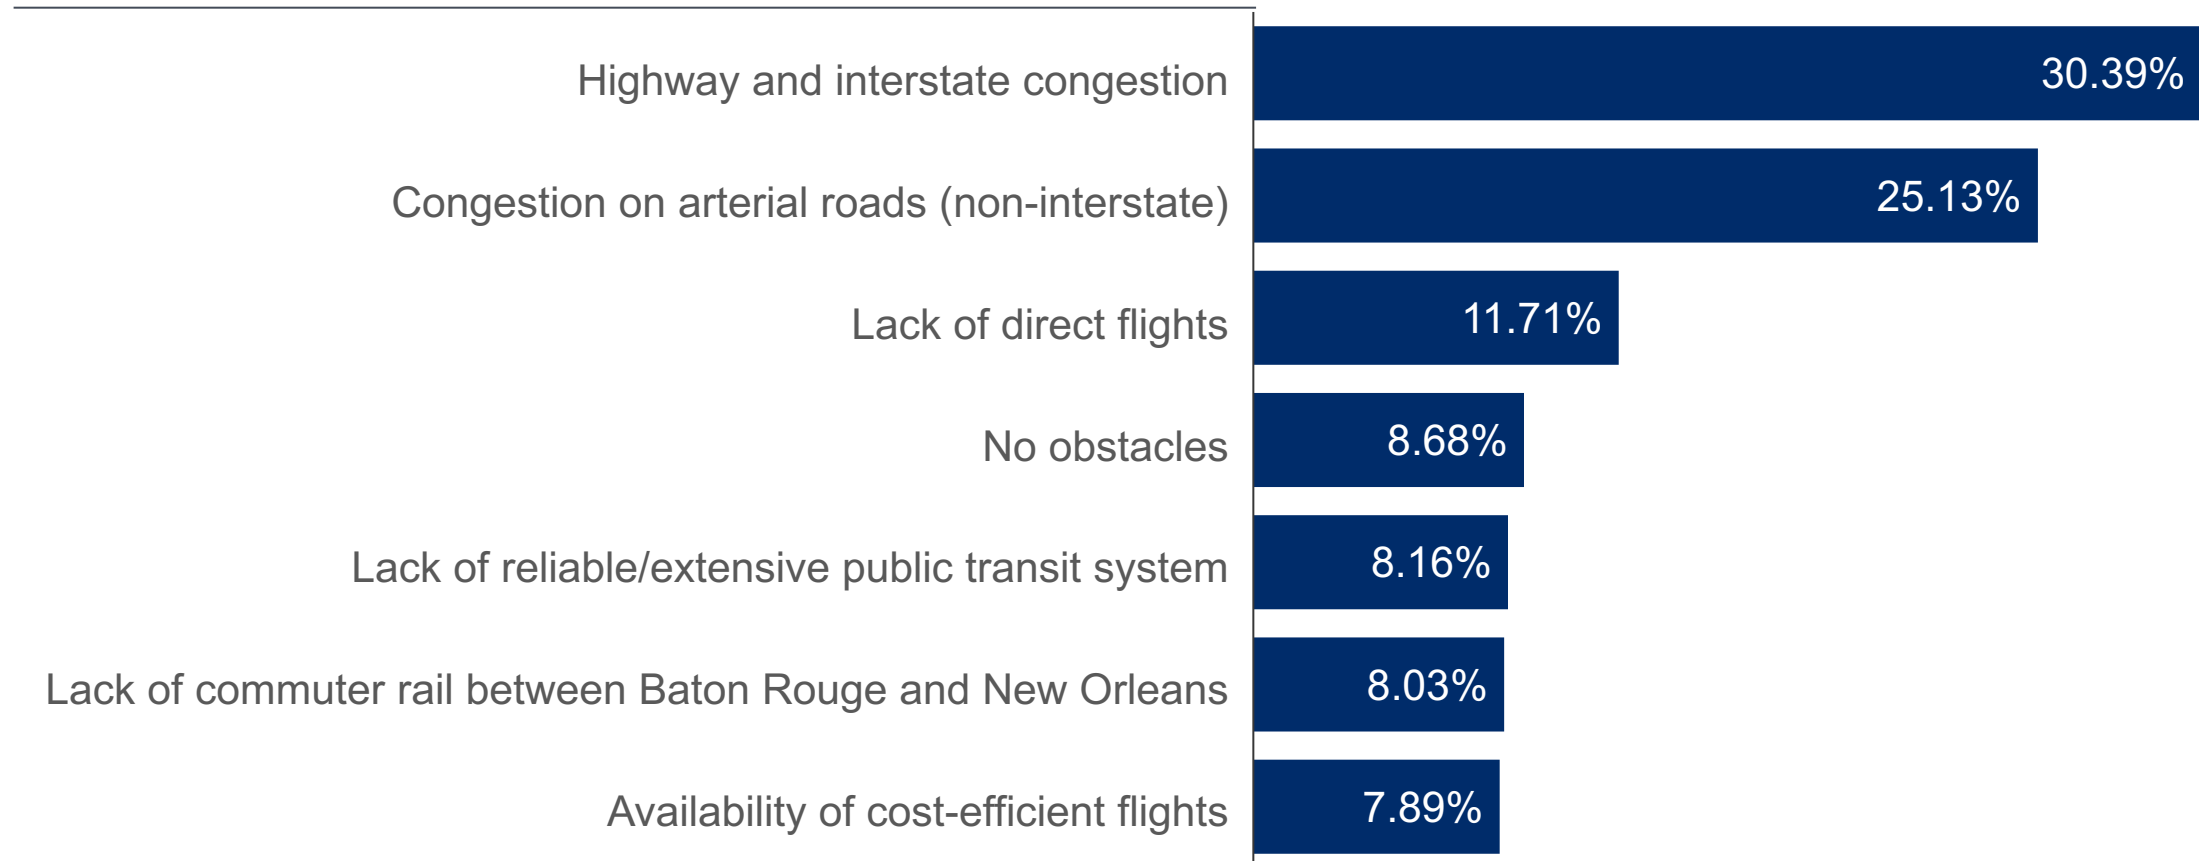 Highway and interstate congestion 30.39%
Congestion on arterial roads (non-interstate) 25.13%
Lack of direct flights 11.71%
No obstacles 8.68%
Lack of reliable/extensive public transit system 8.16%
Lack of commuter rail between Baton Rouge and New Orleans 8.03%
Availability of cost-efficient flights 7.89%